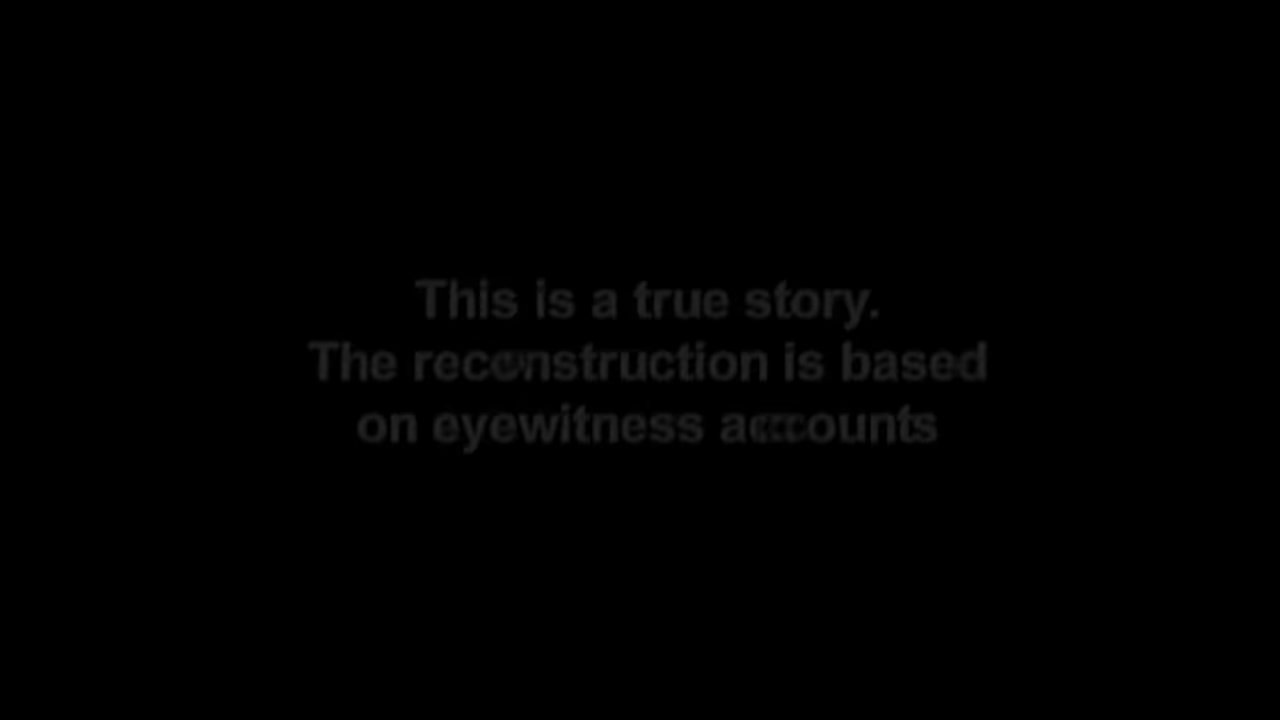 This is a true story.
The reconstruction is based
on eyewitness accounts